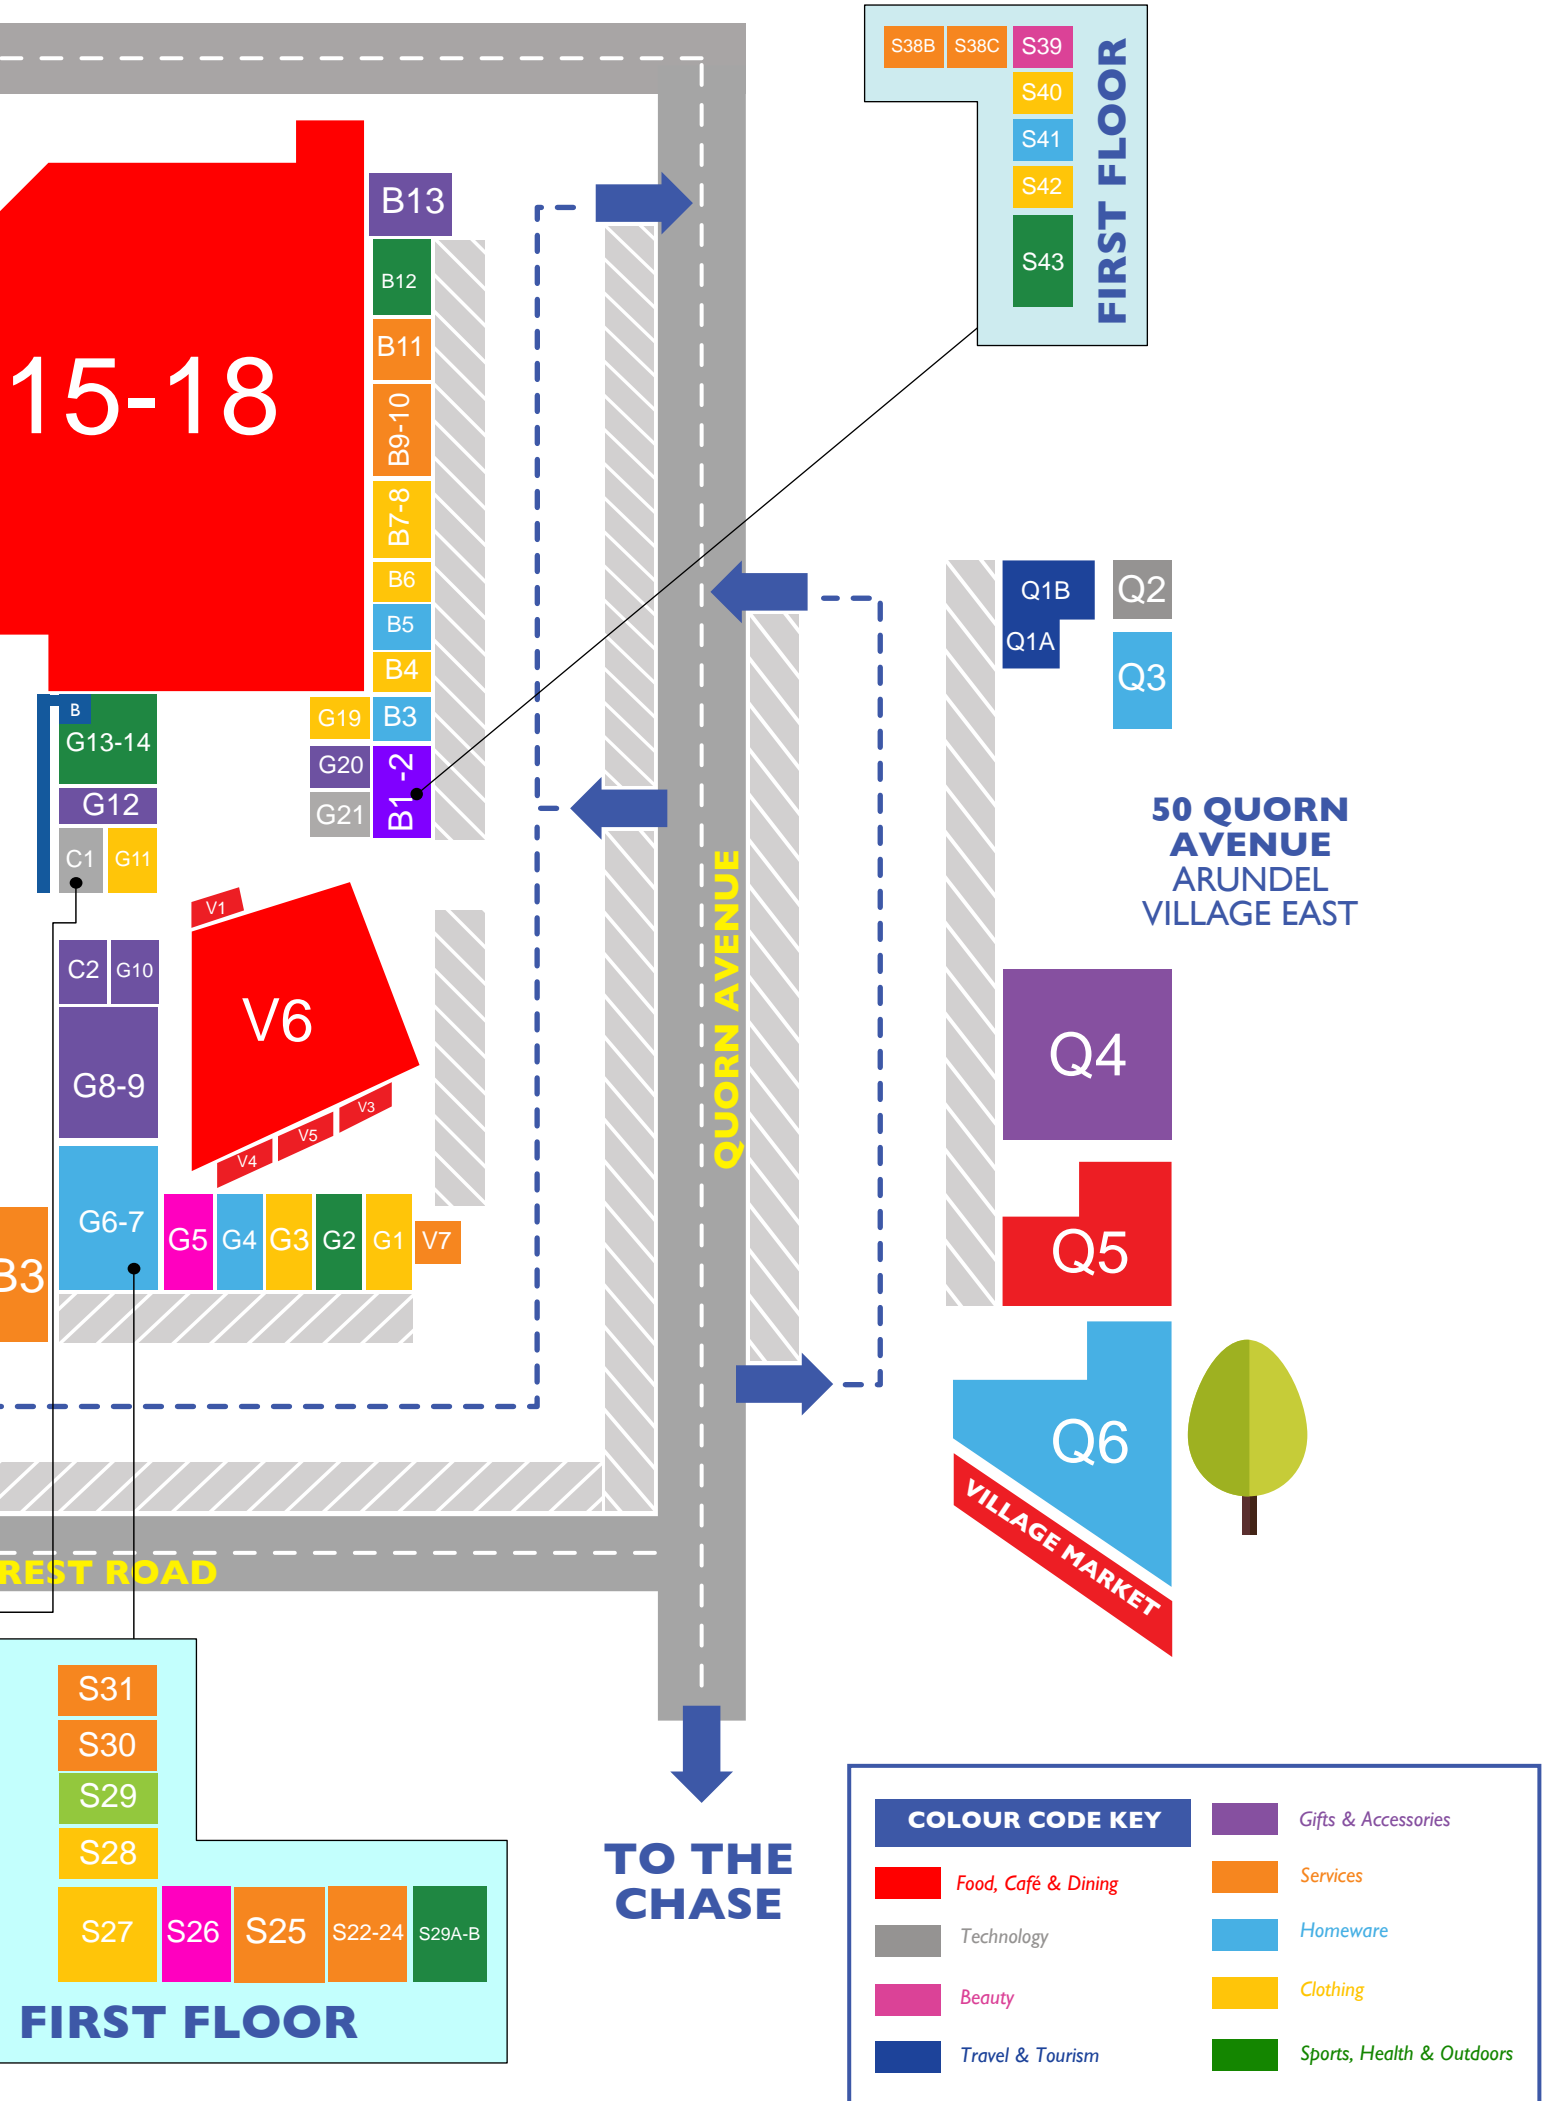 S38B
S38C
S39
S40
S41
S42
S43
FIRST FLOOR
B13
B12
B11
B9-10
B7-8
B6
B5
B4
B3
B1 -2
15-18
G19
G20
G21
B
G13-14
G12
C1
G11
C2
G10
G8-9
G6-7
V1
V6
V3
V5
V4
G5
G4
G3
G2
G1
V7
B3
QUORN AVENUE
Q1B
Q1A
Q2
Q3
50 QUORN
AVENUE
ARUNDEL
VILLAGE EAST
Q4
Q5
Q6
VILLAGE MARKET
REST ROAD
S31
S30
S29
S28
S27
S26
S25
S22-24
S29A-B
FIRST FLOOR
TO THE
CHASE
COLOUR CODE KEY
Food, Café & Dining
Technology
Beauty
Travel & Tourism
Gifts & Accessories
Services
Homeware
Clothing
Sports, Health & Outdoors